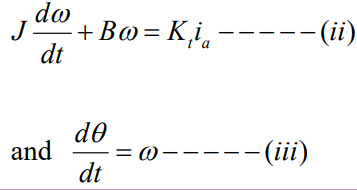 J dω/dt + Bω = K_t i_a -----(ii)
and dθ/dt = ω-----(iii)